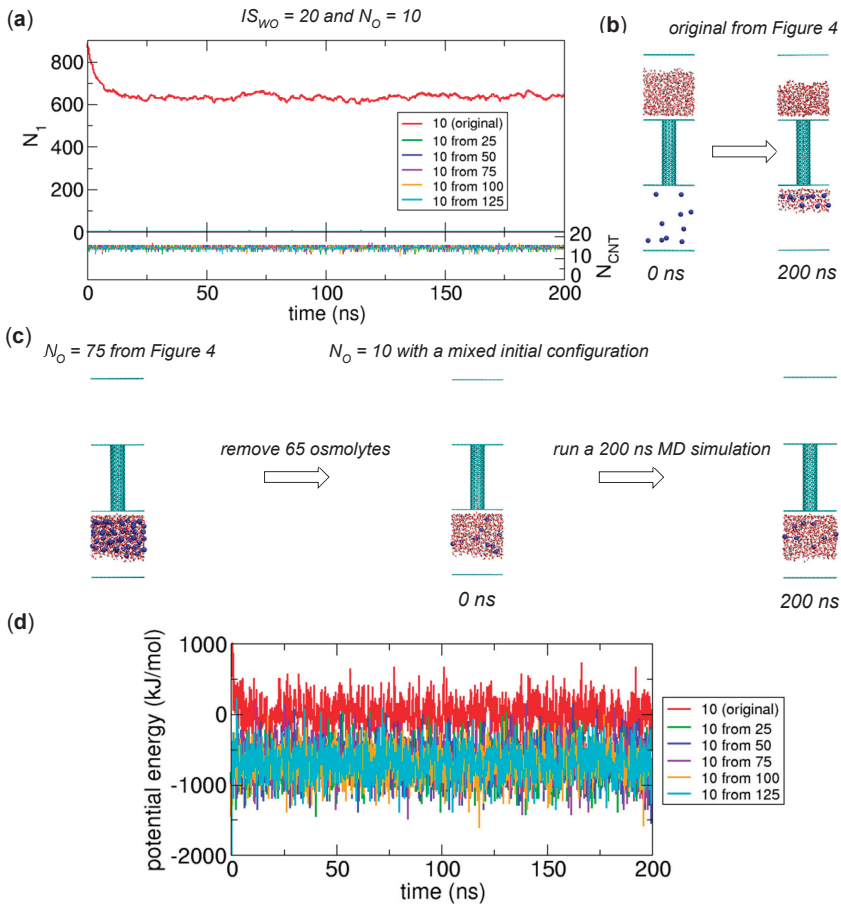 (a)
IS_WO = 20 and N_O = 10
1000
800
600
400
200
0
N_1
20
10
0
N_CNT
10 (original)
10 from 25
10 from 50
10 from 75
10 from 100
10 from 125
0 50 100 150 200
time (ns)
(b)
original from Figure 4
0 ns
200 ns
(c)
N_O = 75 from Figure 4
N_O = 10 with a mixed initial configuration
remove 65 osmolytes
run a 200 ns MD simulation
0 ns
200 ns
(d)
1000
0
-1000
-2000
potential energy (kJ/mol)
0 50 100 150 200
time (ns)
10 (original)
10 from 25
10 from 50
10 from 75
10 from 100
10 from 125